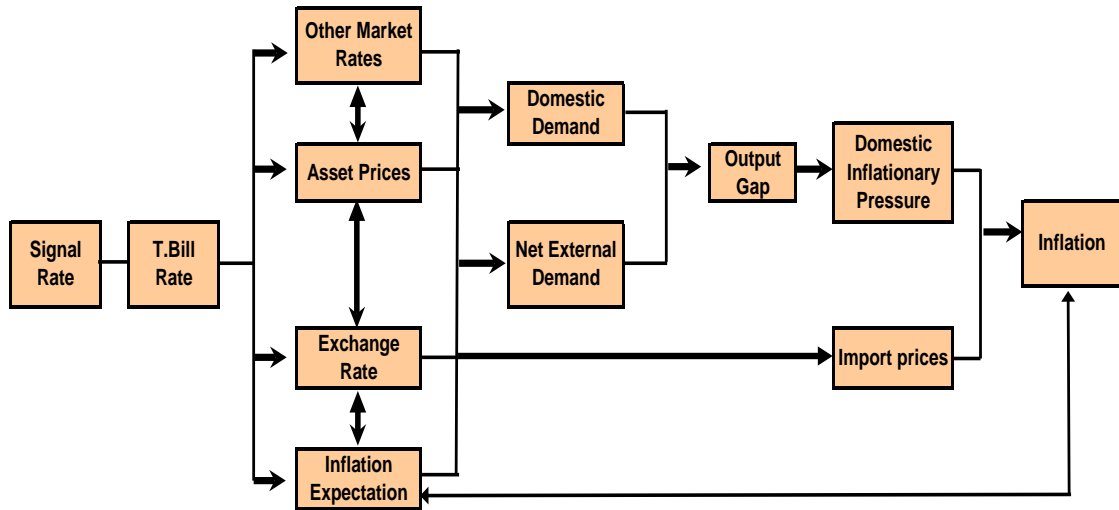 Other Market
Rates
Domestic
Demand
Asset Prices
Output
Gap
Domestic
Inflationary
Pressure
Signal
Rate
T.Bill
Rate
Net External
Demand
Inflation
Exchange
Rate
Import prices
Inflation
Expectation